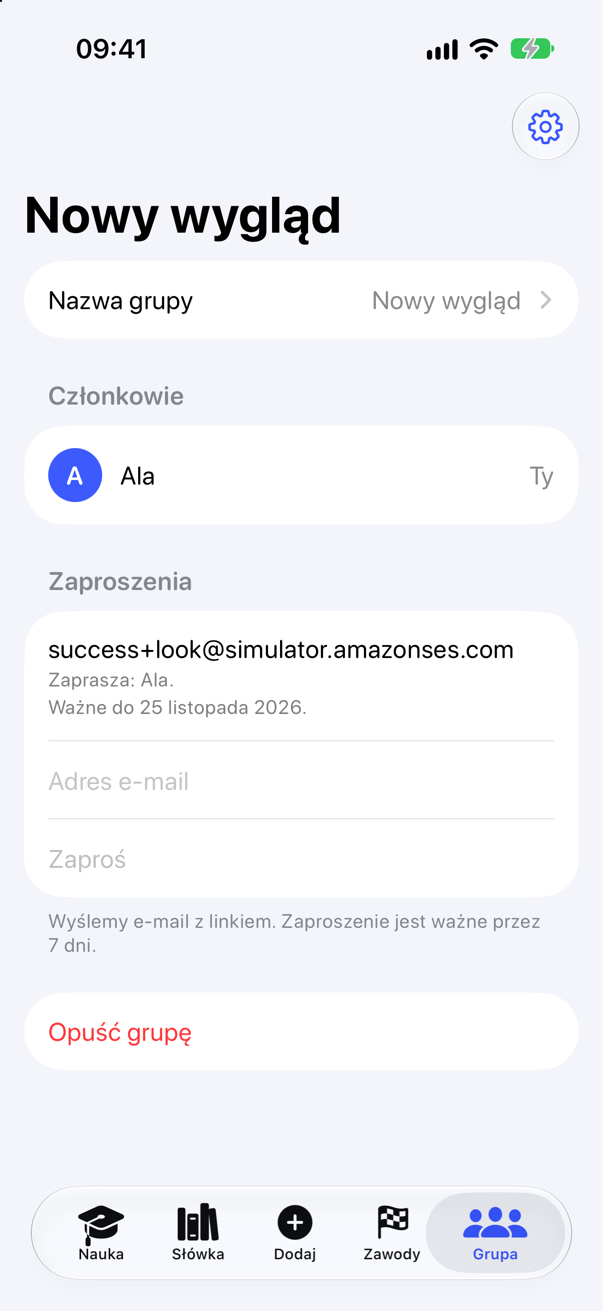 09:41
Nowy wygląd
Nazwa grupy Nowy wygląd
Członkowie
A Ala Ty
Zaproszenia
success+look@simulator.amazonses.com
Zaprasza: Ala.
Ważne do 25 listopada 2026.
Adres e-mail
Zaproś
Wyślemy e-mail z linkiem. Zaproszenie jest ważne przez
7 dni.
Opuść grupę
Nauka Słówka Dodaj Zawody Grupa